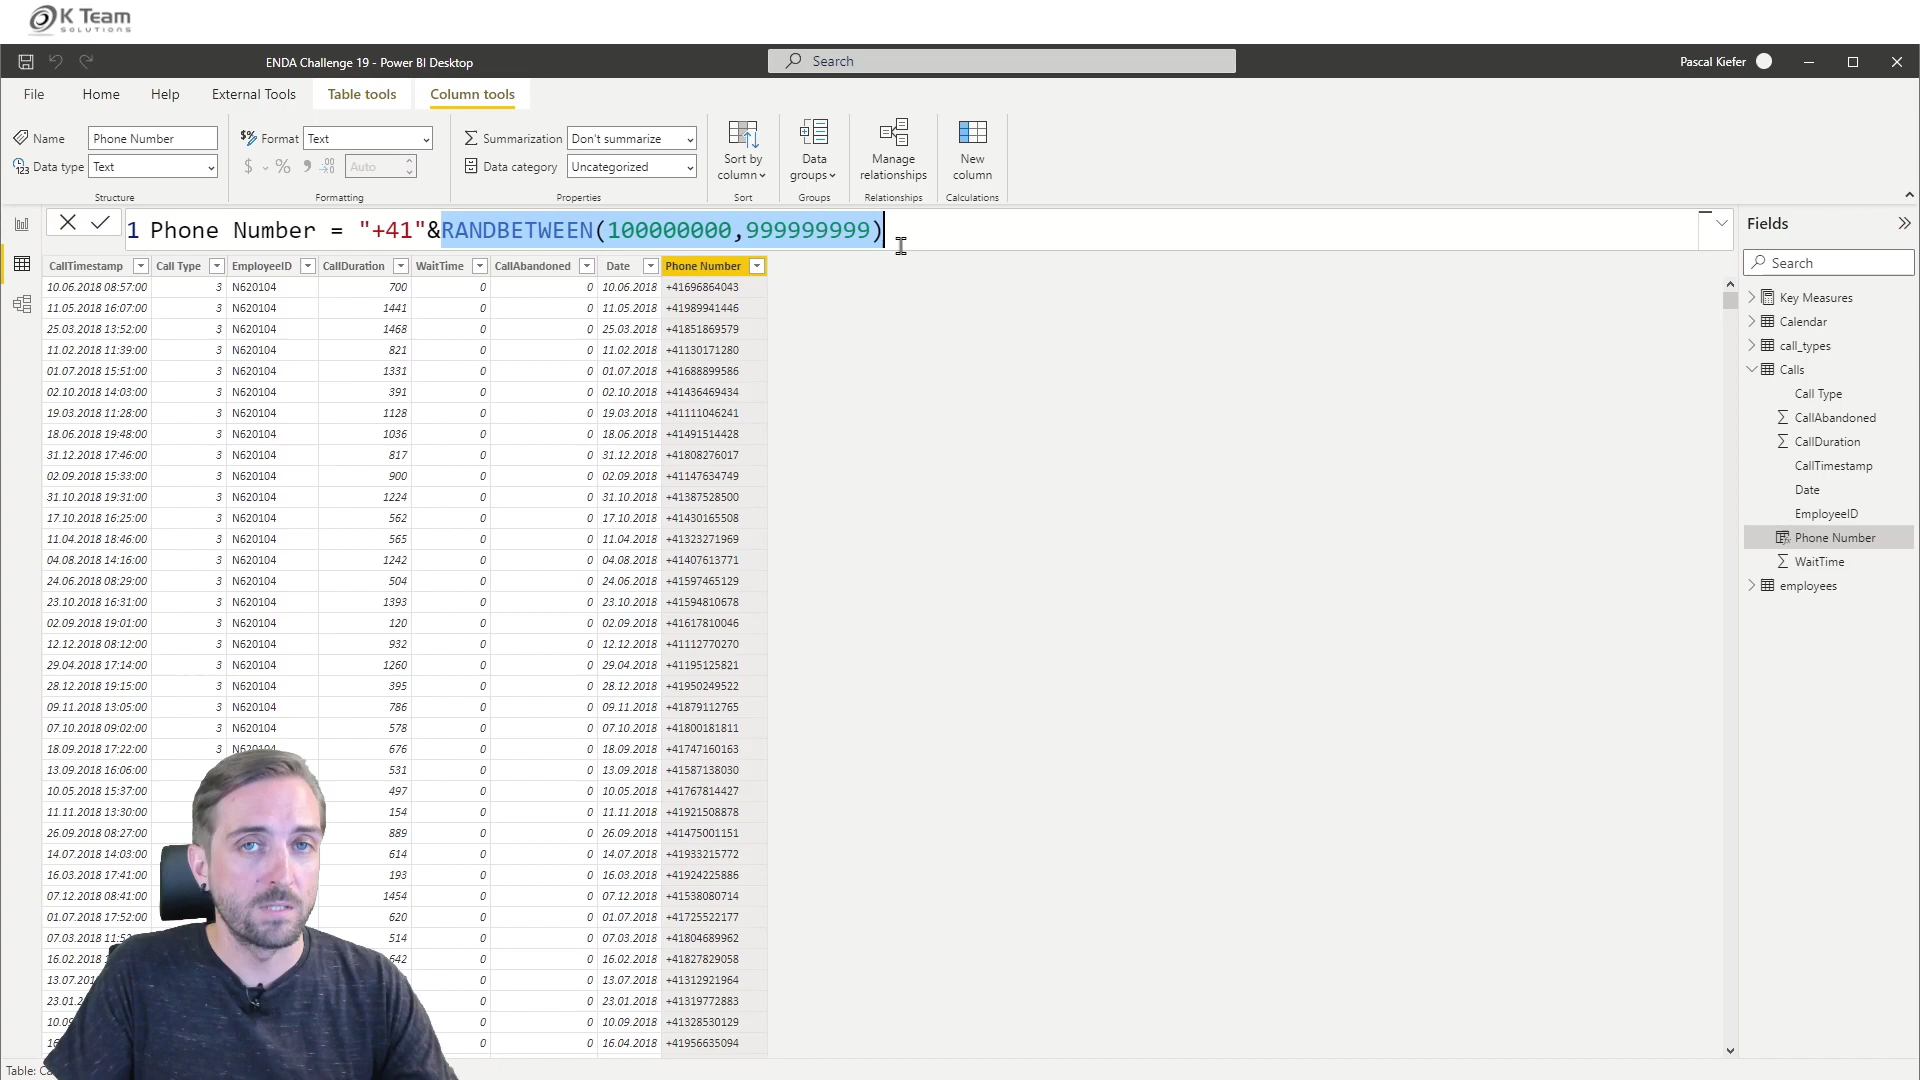 K Team
SOLUTIONS
ENDA Challenge 19 - Power BI Desktop
Search
Pascal Kiefer
File Home Help External Tools Table tools Column tools
Name Phone Number
Format Text
Summarization Don't summarize
Data type Text
$ % 9 .00 Auto
Data category Uncategorized
Sort by column
Data groups
Manage relationships
New column
Structure Formatting Properties Sort Groups Relationships Calculations
1 Phone Number = "+41"&RANDBETWEEN(100000000,999999999)
CallTimestamp Call Type EmployeeID CallDuration WaitTime CallAbandoned Date Phone Number
10.06.2018 08:57:00 3 N620104 700 0 0 10.06.2018 +41696864043
11.05.2018 16:07:00 3 N620104 1441 0 0 11.05.2018 +41989941446
25.03.2018 13:52:00 3 N620104 1468 0 0 25.03.2018 +41851869579
11.02.2018 11:39:00 3 N620104 821 0 0 11.02.2018 +41130171280
01.07.2018 15:51:00 3 N620104 1331 0 0 01.07.2018 +41688899586
02.10.2018 14:03:00 3 N620104 391 0 0 02.10.2018 +41436469434
19.03.2018 11:28:00 3 N620104 1128 0 0 19.03.2018 +41111046241
18.06.2018 19:48:00 3 N620104 1036 0 0 18.06.2018 +41491514428
31.12.2018 17:46:00 3 N620104 817 0 0 31.12.2018 +41808276017
02.09.2018 15:33:00 3 N620104 900 0 0 02.09.2018 +41147634749
31.10.2018 19:31:00 3 N620104 1224 0 0 31.10.2018 +41387528500
17.10.2018 16:25:00 3 N620104 562 0 0 17.10.2018 +41430165508
11.04.2018 18:46:00 3 N620104 565 0 0 11.04.2018 +41323271969
04.08.2018 14:16:00 3 N620104 1242 0 0 04.08.2018 +41407613771
24.06.2018 08:29:00 3 N620104 504 0 0 24.06.2018 +41597465129
23.10.2018 16:31:00 3 N620104 1393 0 0 23.10.2018 +41594810678
02.09.2018 19:01:00 3 N620104 120 0 0 02.09.2018 +41617810046
12.12.2018 08:12:00 3 N620104 932 0 0 12.12.2018 +41112770270
29.04.2018 17:14:00 3 N620104 1260 0 0 29.04.2018 +41195125821
28.12.2018 19:15:00 3 N620104 395 0 0 28.12.2018 +41950249522
09.11.2018 13:05:00 3 N620104 786 0 0 09.11.2018 +41879112765
07.10.2018 09:02:00 3 N620104 578 0 0 07.10.2018 +41800181811
18.09.2018 17:22:00 3 N620104 676 0 0 18.09.2018 +41747160163
13.09.2018 16:06:00 531 0 0 13.09.2018 +41587138030
10.05.2018 15:37:00 497 0 0 10.05.2018 +41767814427
11.11.2018 13:30:00 154 0 0 11.11.2018 +41921508878
26.09.2018 08:27:00 889 0 0 26.09.2018 +41475001151
14.07.2018 14:03:00 614 0 0 14.07.2018 +41933215772
16.03.2018 17:41:00 193 0 0 16.03.2018 +41924225886
07.12.2018 08:41:00 1454 0 0 07.12.2018 +41538080714
01.07.2018 17:52:00 620 0 0 01.07.2018 +41725522177
07.03.2018 514 0 0 07.03.2018 +41804689962
16.02.2018 642 0 0 16.02.2018 +41827829058
0 0 13.07.2018 +41312921964
0 0 23.01.2018 +41319772883
0 0 10.09.2018 +41328530129
0 0 16.04.2018 +41956635094
Table:
Fields
Search
Key Measures
Calendar
call_types
Calls
Call Type
CallAbandoned
CallDuration
CallTimestamp
Date
EmployeeID
Phone Number
WaitTime
employees